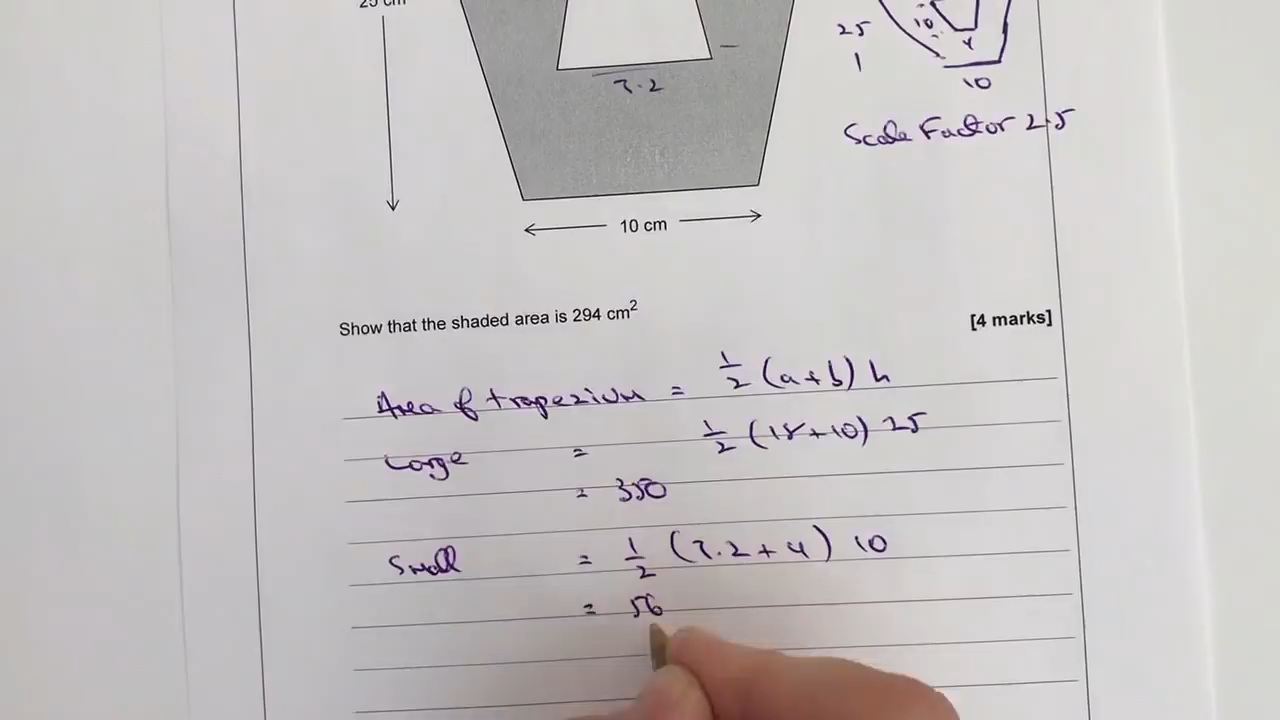 25 cm
25
10
4
1
10
7.2
Scale Factor 2.5
10 cm
Show that the shaded area is 294 cm²
[4 marks]
Area of trapezium = 1/2 (a+b) h
Large = 1/2 (18+10) 25
= 350
Small = 1/2 (7.2+4) 10
= 56